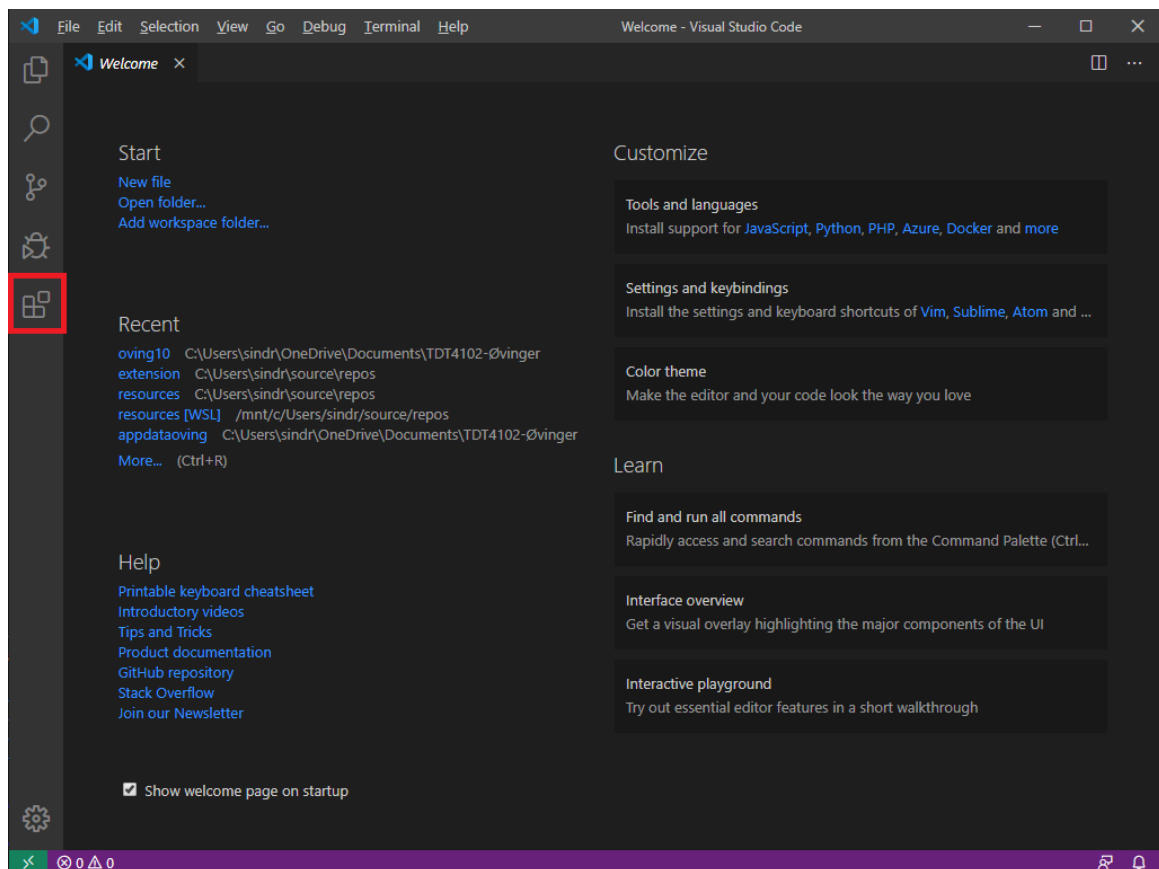 File Edit Selection View Go Debug Terminal Help Welcome - Visual Studio Code
Welcome
Start
New file
Open folder...
Add workspace folder...
Recent
oving10 C:\Users\sindr\OneDrive\Documents\TDT4102-Øvinger
extension C:\Users\sindr\source\repos
resources C:\Users\sindr\source\repos
resources [WSL] /mnt/c/Users/sindr/source/repos
appdataoving C:\Users\sindr\OneDrive\Documents\TDT4102-Øvinger
More... (Ctrl+R)
Help
Printable keyboard cheatsheet
Introductory videos
Tips and Tricks
Product documentation
GitHub repository
Stack Overflow
Join our Newsletter
Show welcome page on startup
Customize
Tools and languages
Install support for JavaScript, Python, PHP, Azure, Docker and more
Settings and keybindings
Install the settings and keyboard shortcuts of Vim, Sublime, Atom and ...
Color theme
Make the editor and your code look the way you love
Learn
Find and run all commands
Rapidly access and search commands from the Command Palette (Ctrl...
Interface overview
Get a visual overlay highlighting the major components of the UI
Interactive playground
Try out essential editor features in a short walkthrough
0 0